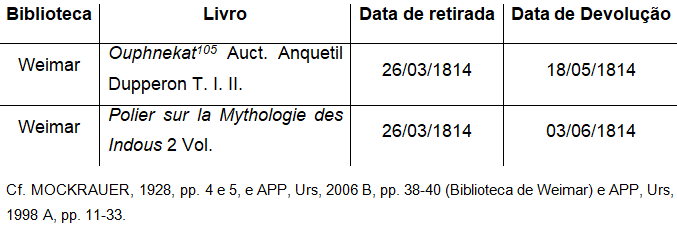 Biblioteca Livro Data de retirada Data de Devolução
Ouphnekat105 Auct. Anquetil
Weimar 26/03/1814 18/05/1814
Dupperon T. I. II.
Polier sur la Mythologie des
Weimar 26/03/1814 03/06/1814
Indous 2 Vol.
Cf. MOCKRAUER, 1928, pp. 4 e 5, e APP, Urs, 2006 B, pp. 38-40 (Biblioteca de Weimar) e APP, Urs,
1998 A, pp. 11-33.